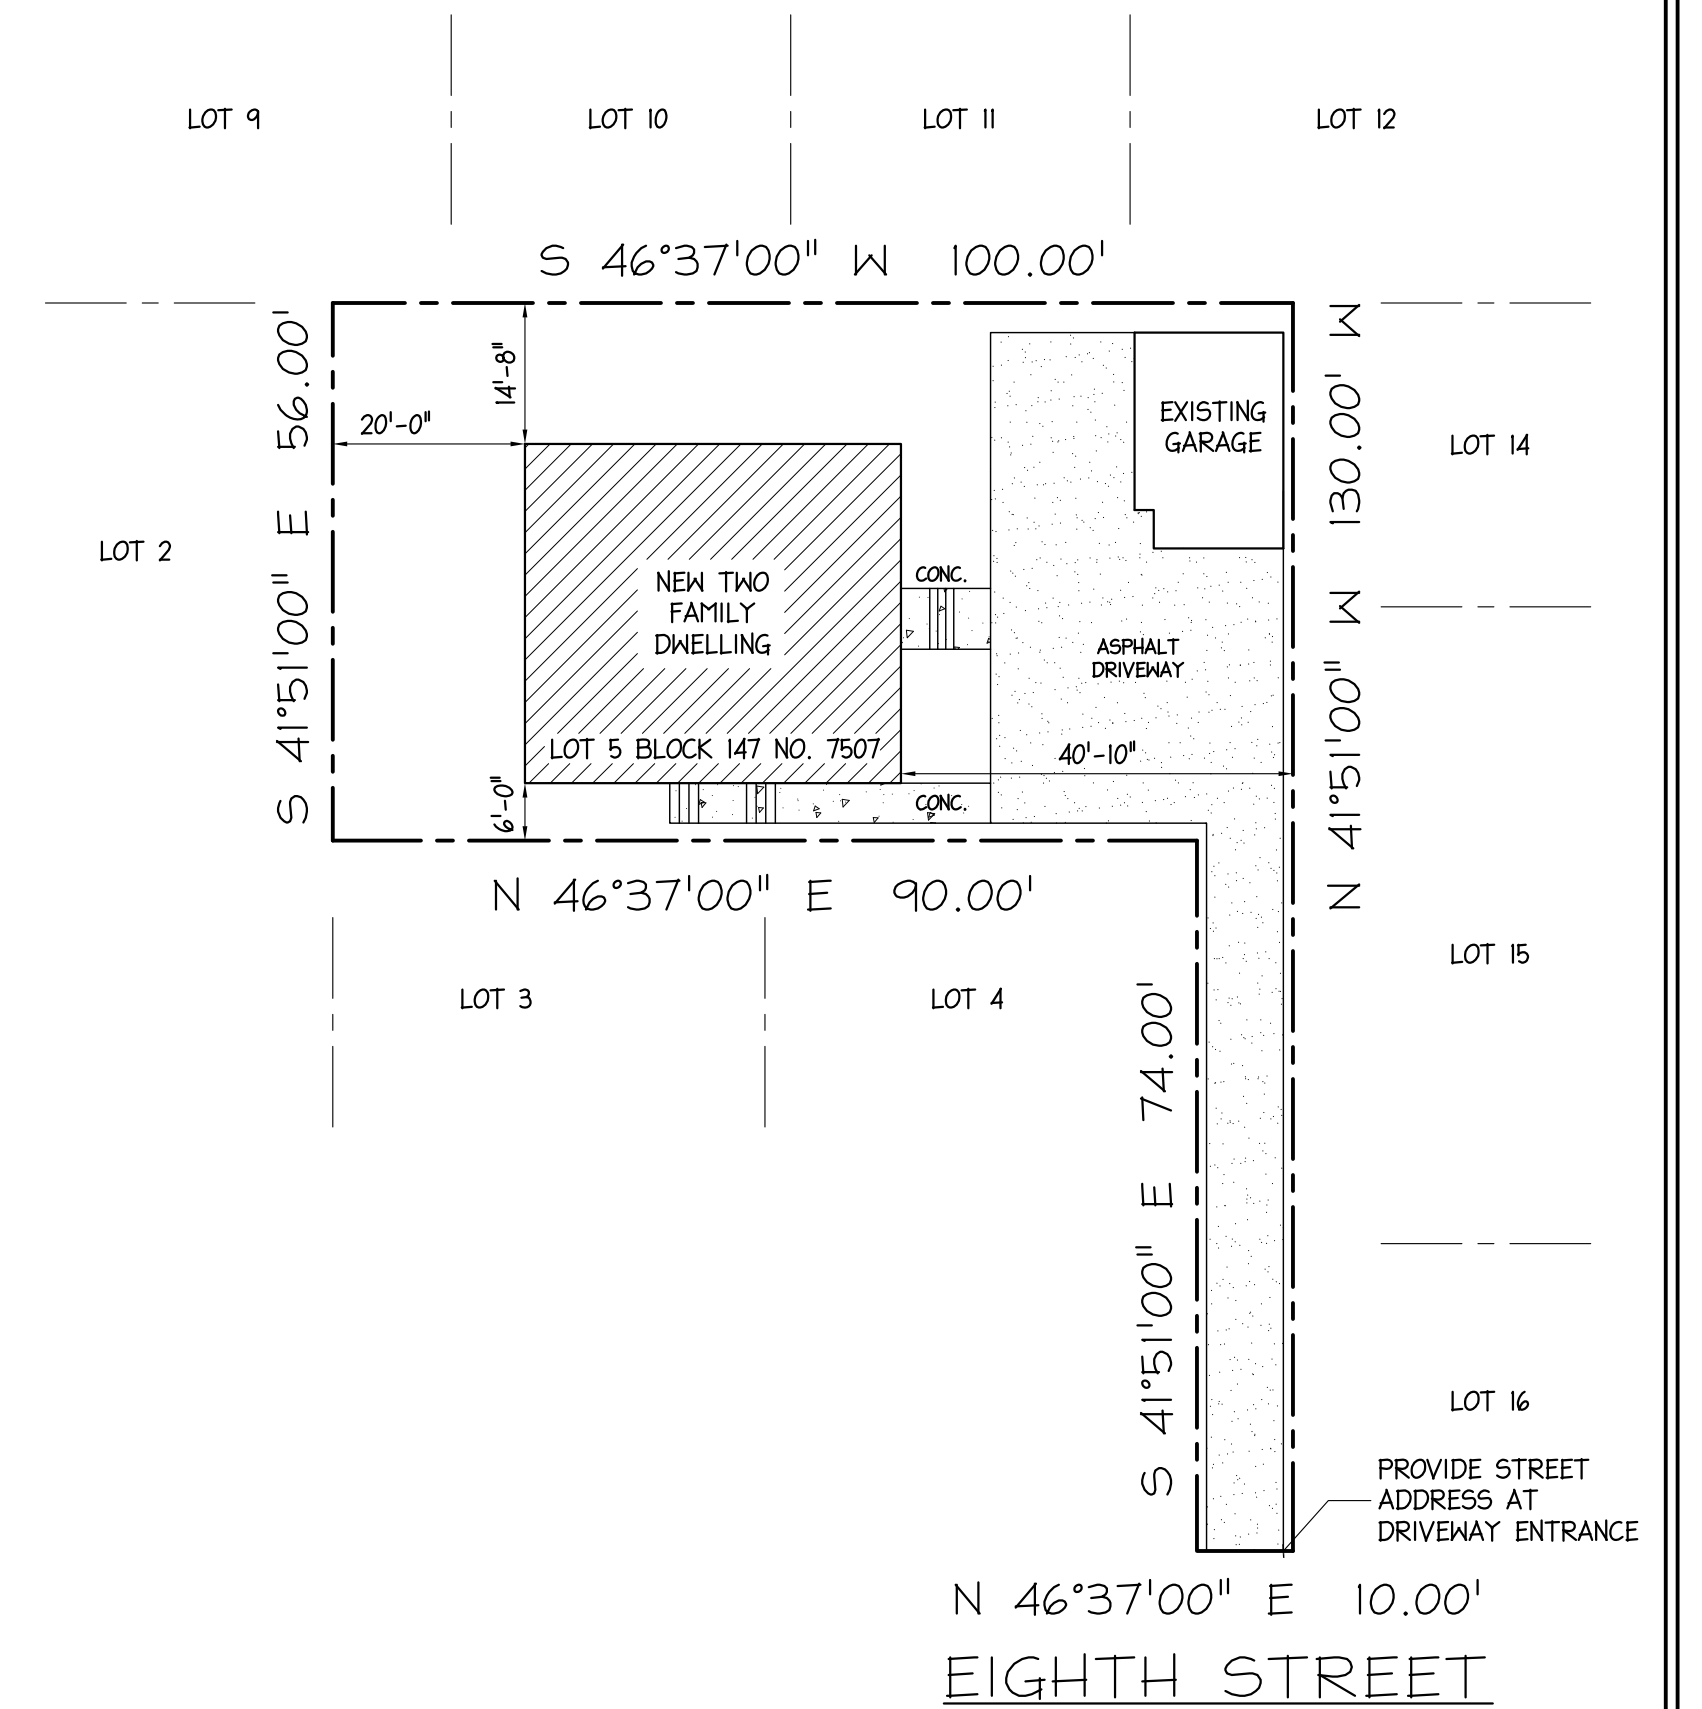 LOT 9
LOT 10
LOT 11
LOT 12
S 46°37'00" W 100.00'
S 41°51'00" E 56.00'
N 41°51'00" W 130.00' W
14'-8"
20'-0"
EXISTING
GARAGE
LOT 14
LOT 2
CONC.
NEW TWO
FAMILY
DWELLING
ASPHALT
DRIVEWAY
LOT 5 BLOCK 147 NO. 7507
40'-10"
6'-0"
CONC.
N 46°37'00" E 90.00'
LOT 15
LOT 3
LOT 4
S 41°51'00" E 74.00'
LOT 16
PROVIDE STREET
ADDRESS AT
DRIVEWAY ENTRANCE
N 46°37'00" E 10.00'
EIGHTH STREET